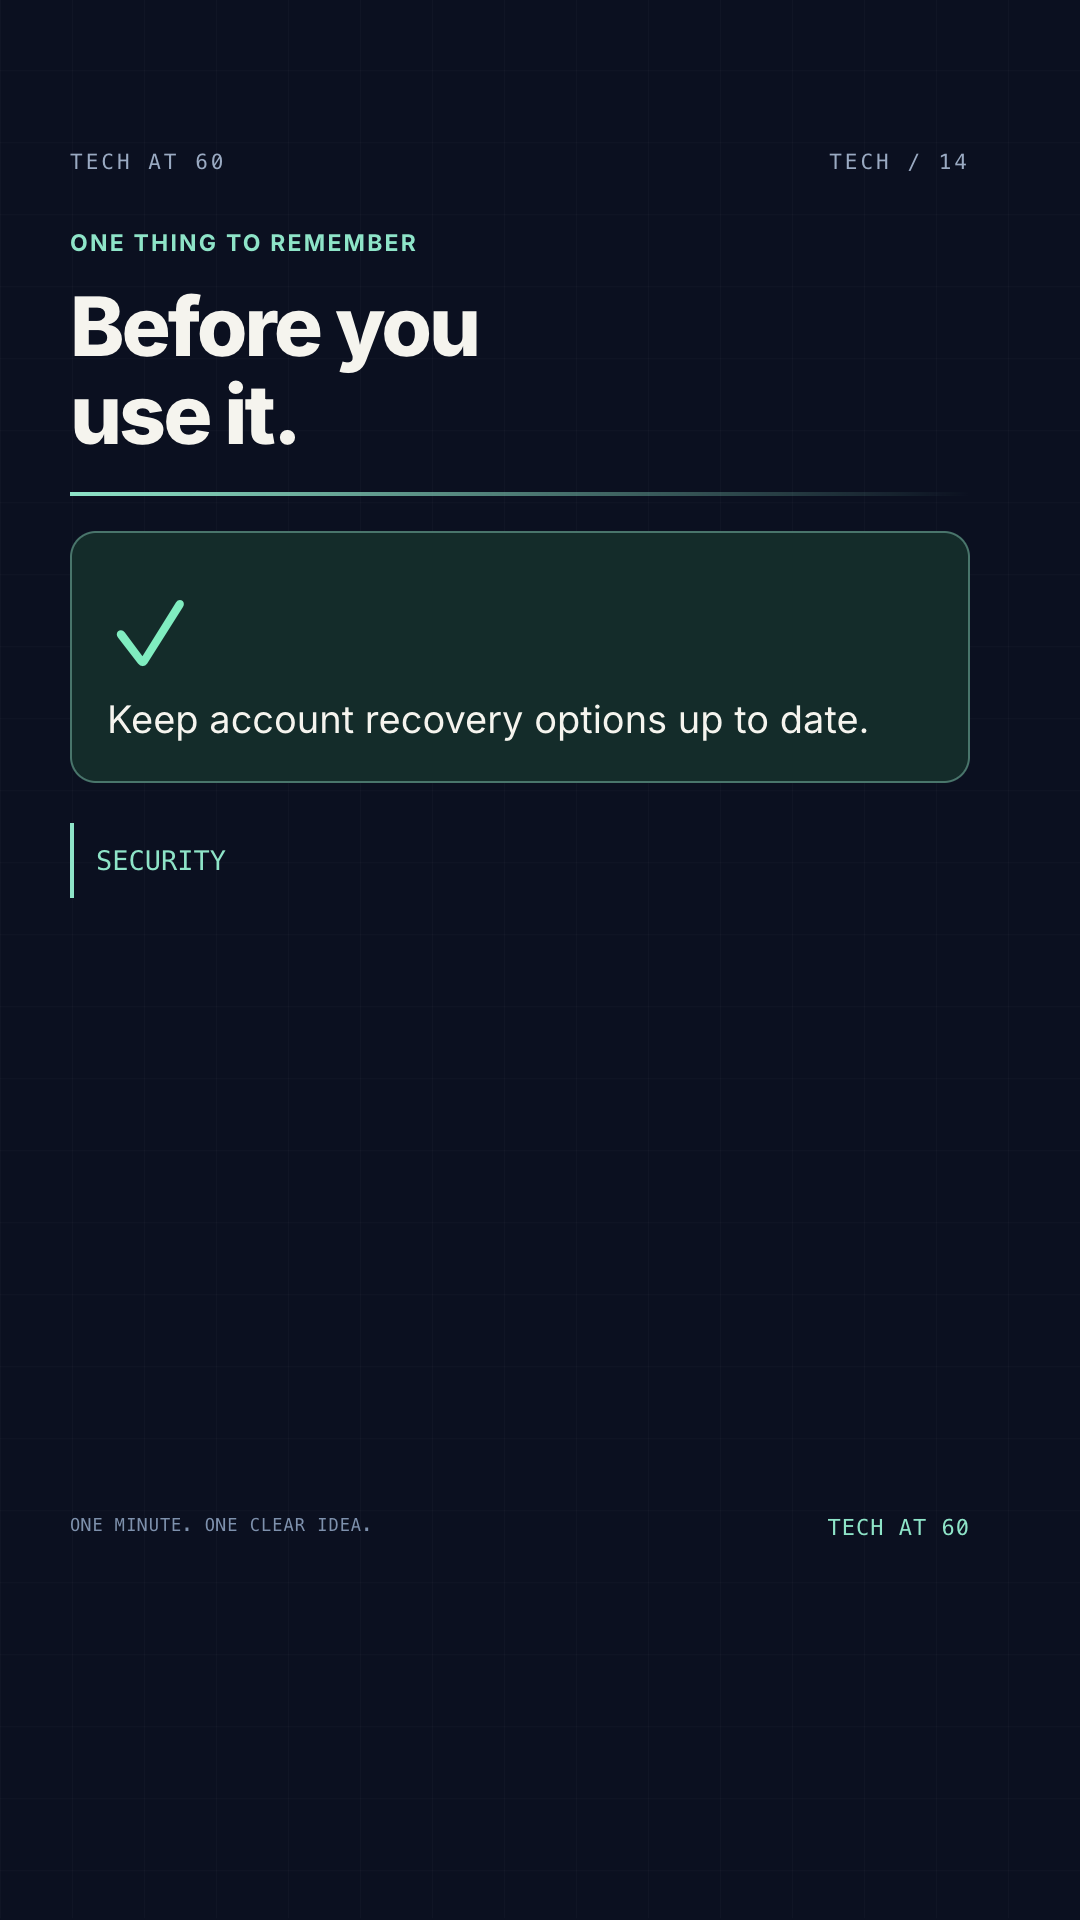 TECH AT 60
TECH / 14
ONE THING TO REMEMBER
Before you
use it.
Keep account recovery options up to date.
SECURITY
ONE MINUTE. ONE CLEAR IDEA.
TECH AT 60